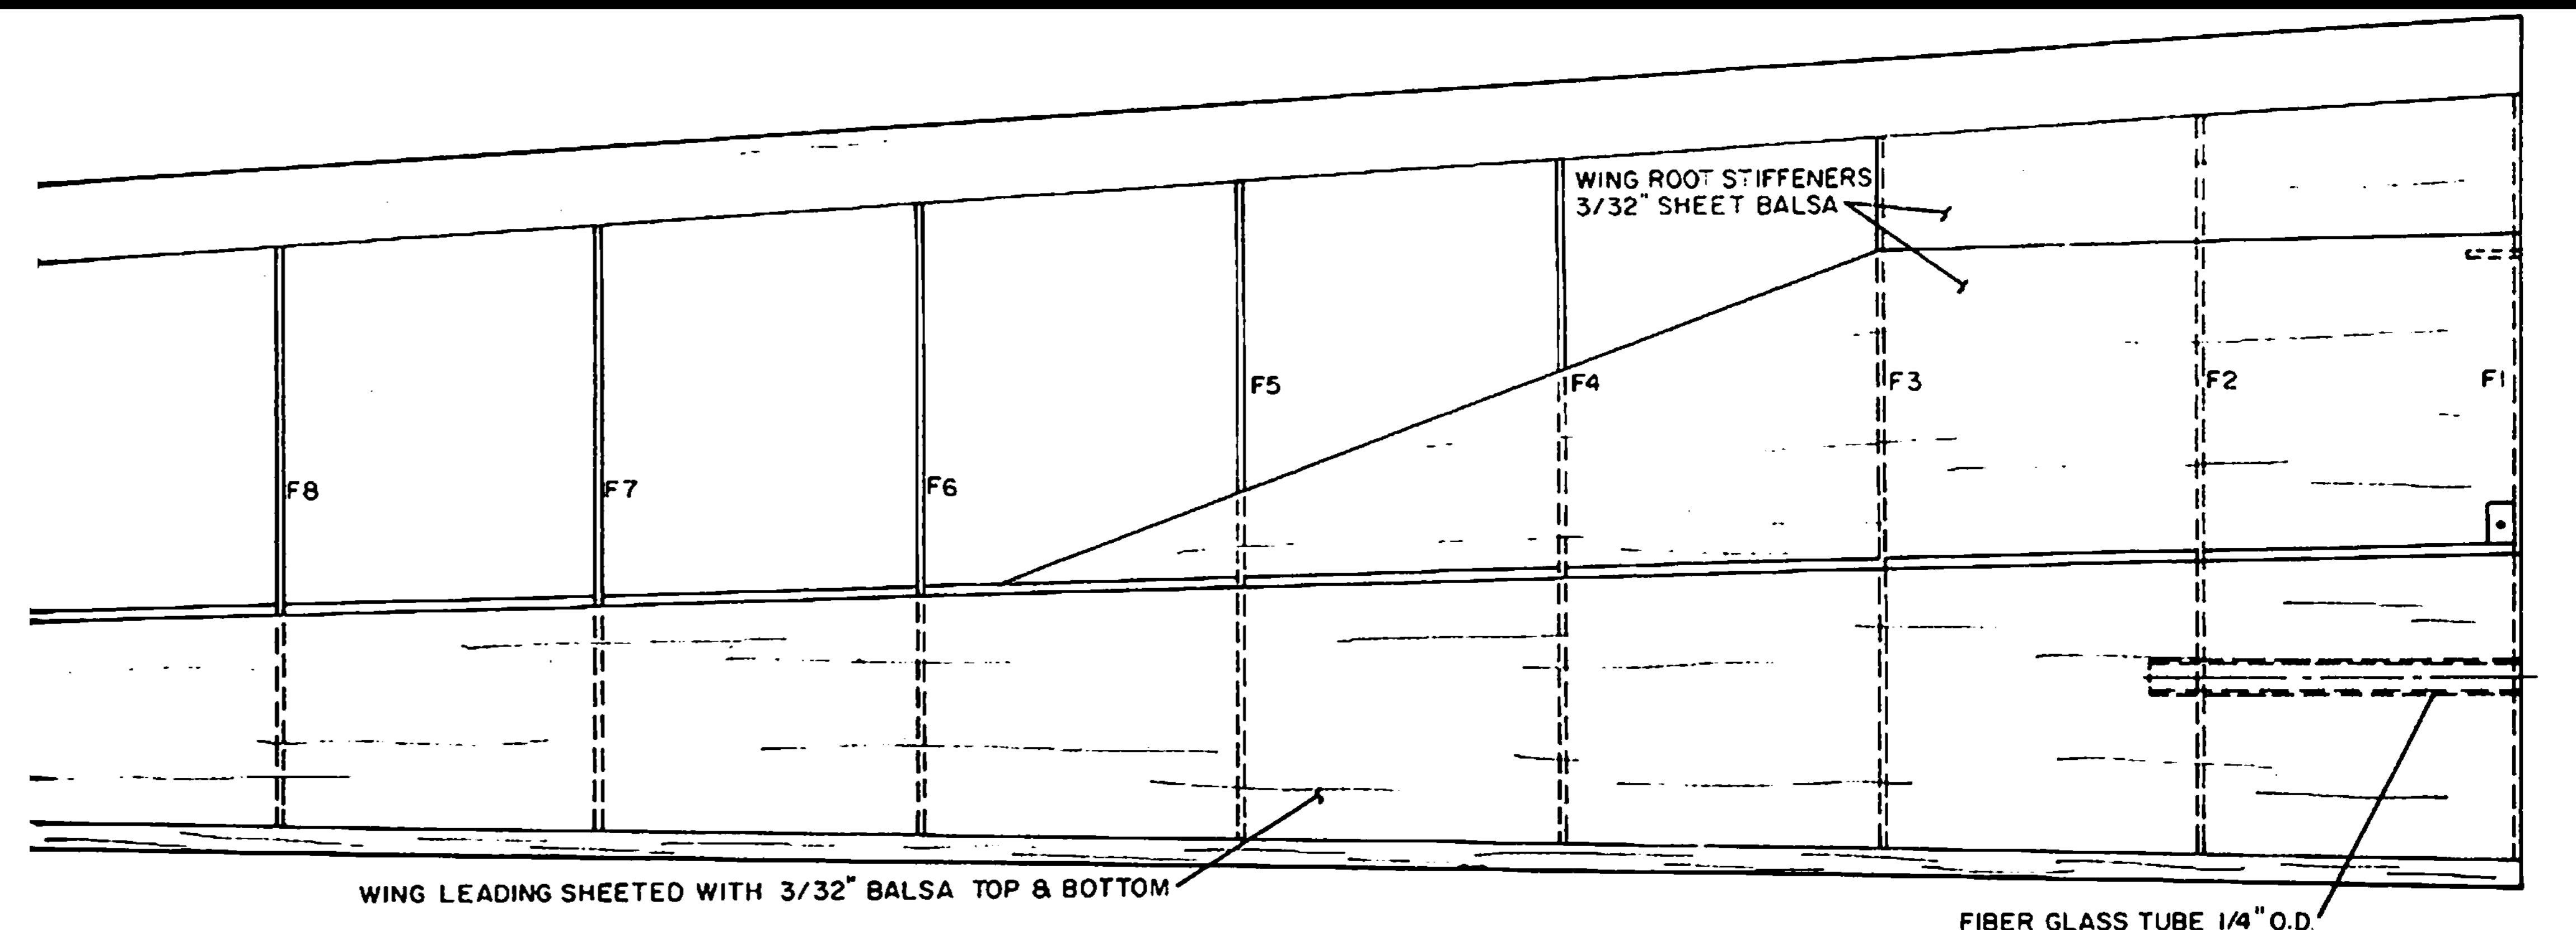 WING ROOT STIFFENERS
3/32" SHEET BALSA
F8
F7
F6
F5
F4
F3
F2
F1
WING LEADING SHEETED WITH 3/32" BALSA TOP & BOTTOM
FIBER GLASS TUBE 1/4" O.D.